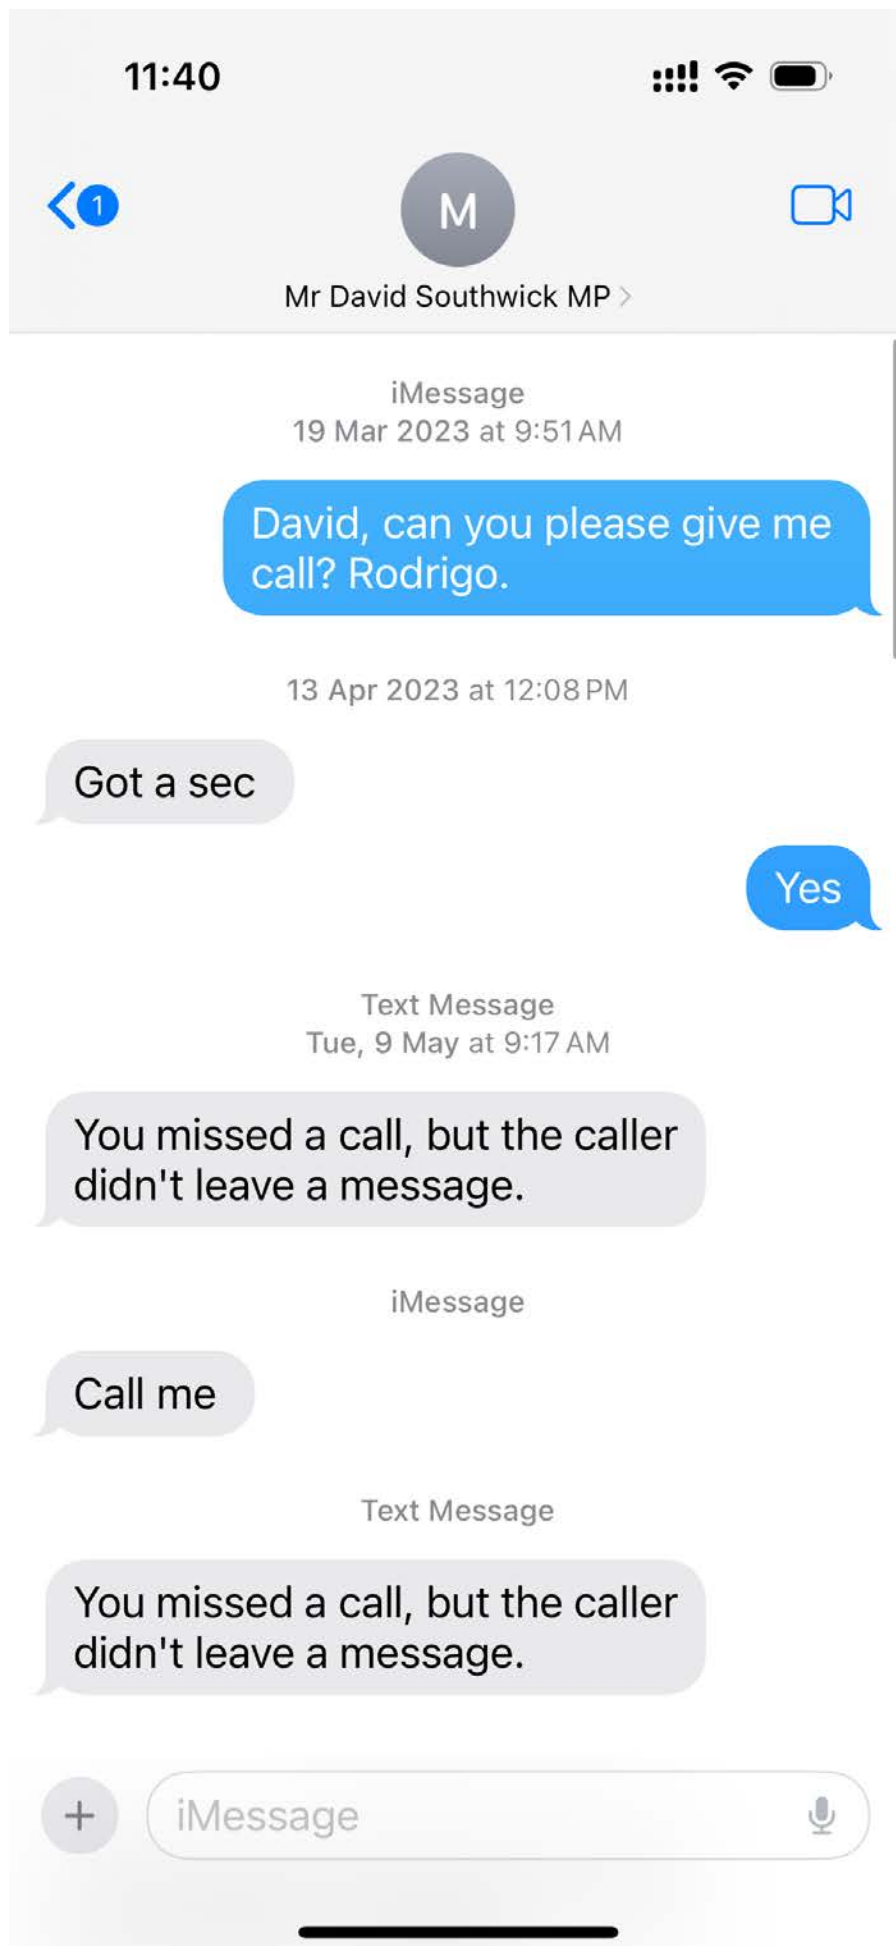 11:40
1
M
Mr David Southwick MP
iMessage
19 Mar 2023 at 9:51 AM
David, can you please give me
call? Rodrigo.
13 Apr 2023 at 12:08 PM
Got a sec
Yes
Text Message
Tue, 9 May at 9:17 AM
You missed a call, but the caller
didn't leave a message.
iMessage
Call me
Text Message
You missed a call, but the caller
didn't leave a message.
iMessage